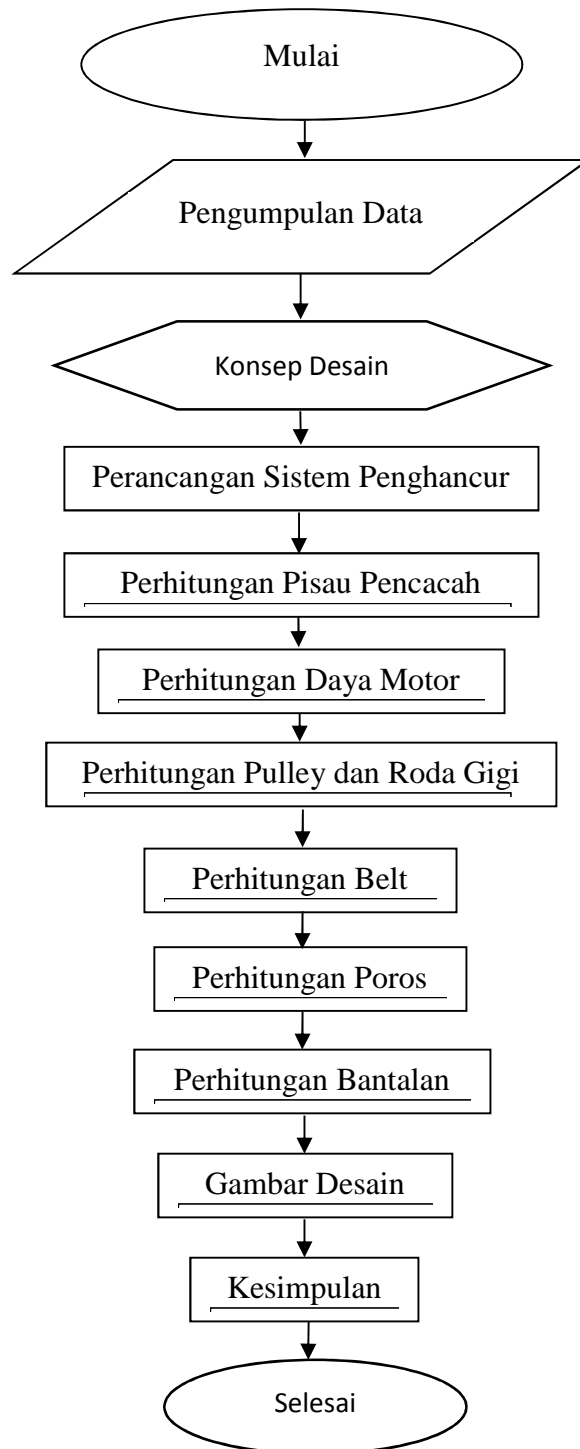 Mulai
Pengumpulan Data
Konsep Desain
Perancangan Sistem Penghancur
Perhitungan Pisau Pencacah
Perhitungan Daya Motor
Perhitungan Pulley dan Roda Gigi
Perhitungan Belt
Perhitungan Poros
Perhitungan Bantalan
Gambar Desain
Kesimpulan
Selesai